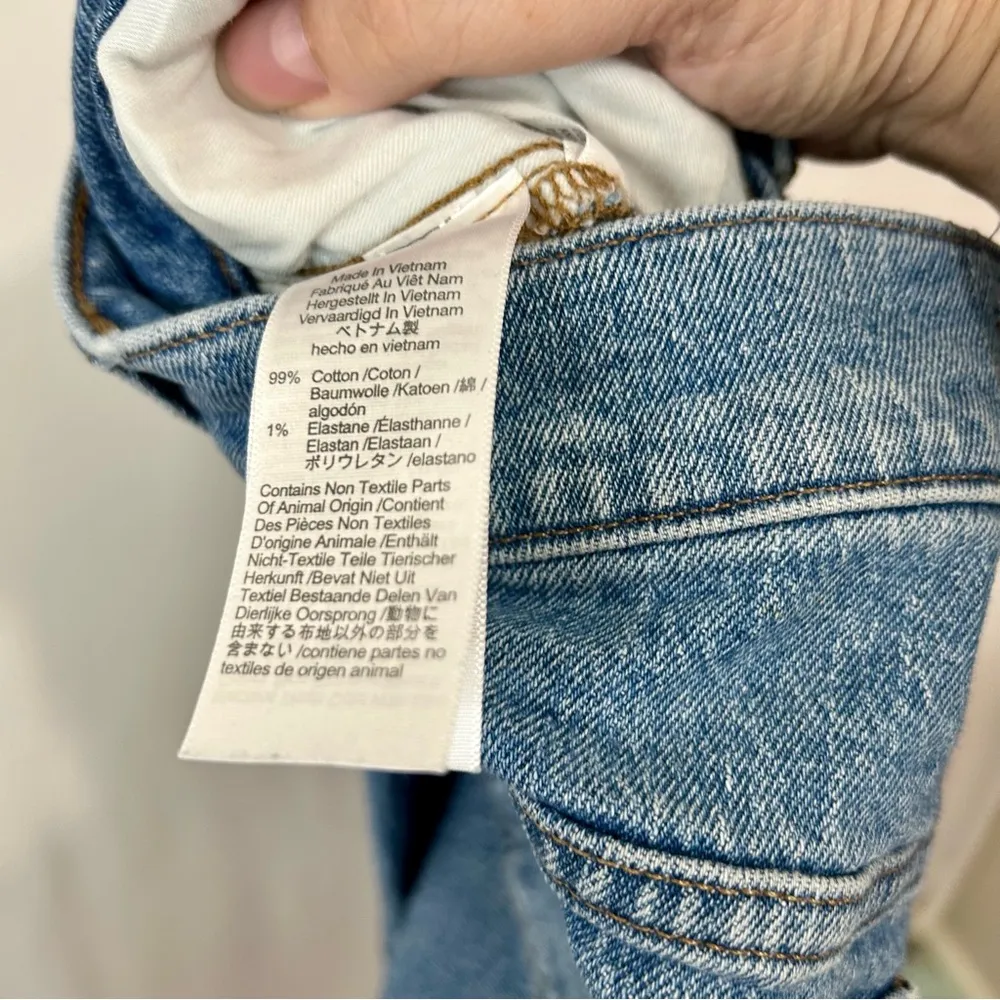 Made In Vietnam
Fabriqué Au Viêt Nam
Hergestellt In Vietnam
Vervaardigd In Vietnam
ベトナム製
hecho en vietnam
99% Cotton /Coton /
Baumwolle /Katoen /綿 /
algodón
1% Elastane /Élasthanne /
Elastan /Elastaan /
ポリウレタン /elastano
Contains Non Textile Parts
Of Animal Origin /Contient
Des Pièces Non Textiles
D'origine Animale /Enthält
Nicht-Textile Teile Tierischer
Herkunft /Bevat Niet Uit
Textiel Bestaande Delen Van
Dierlijke Oorsprong /動物に
由来する布地以外の部分を
含まない /contiene partes no
textiles de origen animal